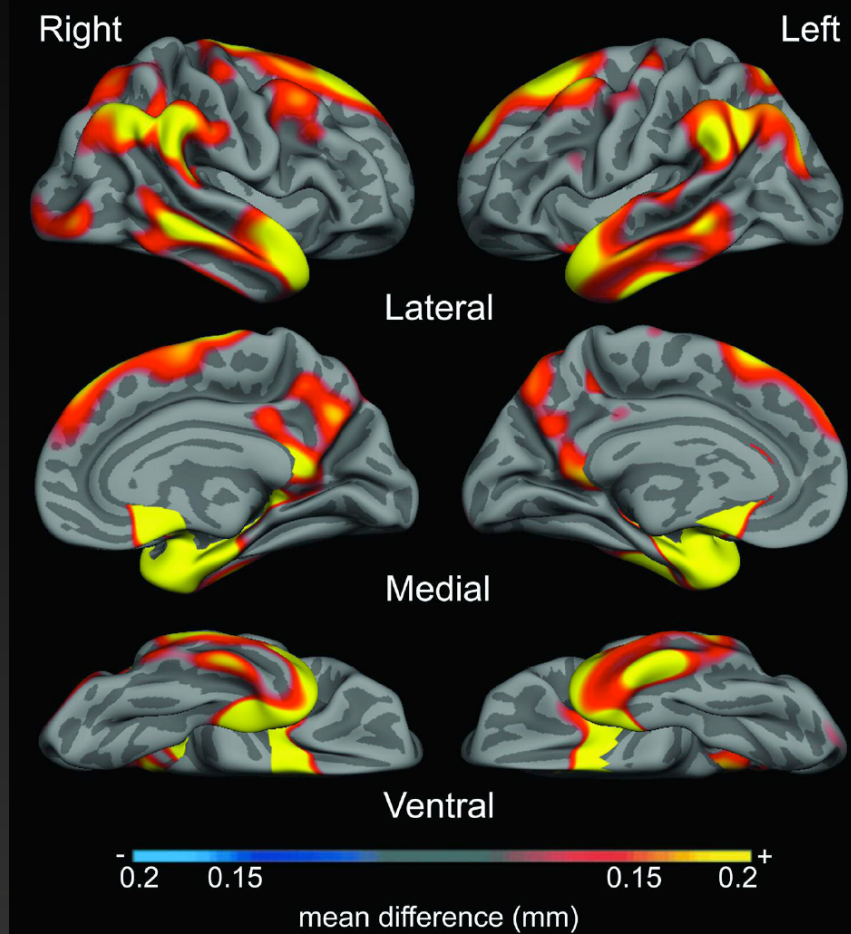 Right Left
Lateral
Medial
Ventral
- +
0.2 0.15 0.15 0.2
mean difference (mm)